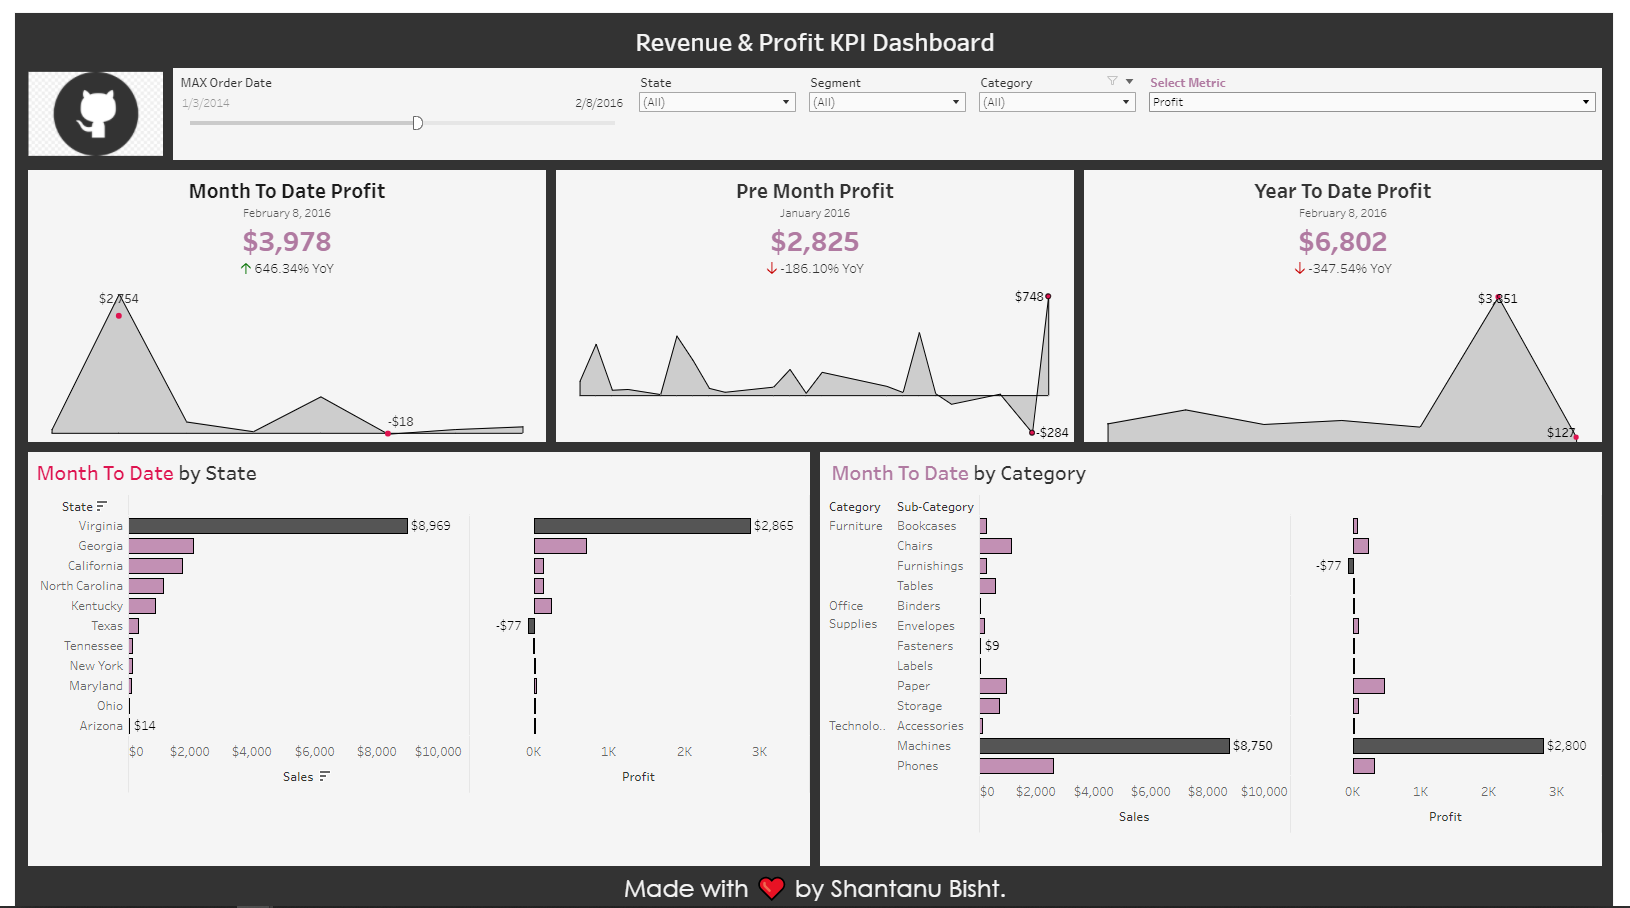 Revenue & Profit KPI Dashboard
MAX Order Date
1/3/2014 2/8/2016
State
(All)
Segment
(All)
Category
(All)
Select Metric
Profit
Month To Date Profit
February 8, 2016
$3,978
646.34% YoY
$2,754
-$18
Pre Month Profit
January 2016
$2,825
-186.10% YoY
$748
-$284
Year To Date Profit
February 8, 2016
$6,802
-347.54% YoY
$127
Month To Date by State
State
Virginia $8,969 $2,865
Georgia
California
North Carolina
Kentucky
Texas -$77
Tennessee
New York
Maryland
Ohio
Arizona $14
$0 $2,000 $4,000 $6,000 $8,000 $10,000 0K 1K 2K 3K
Sales Profit
Month To Date by Category
Category Sub-Category
Furniture Bookcases
Chairs
Furnishings -$77
Tables
Office Binders
Supplies Envelopes
Fasteners $9
Labels
Paper
Storage
Technolo.. Accessories
Machines $8,750 $2,800
Phones
$0 $2,000 $4,000 $6,000 $8,000 $10,000 0K 1K 2K 3K
Sales Profit
Made with ❤ by Shantanu Bisht.